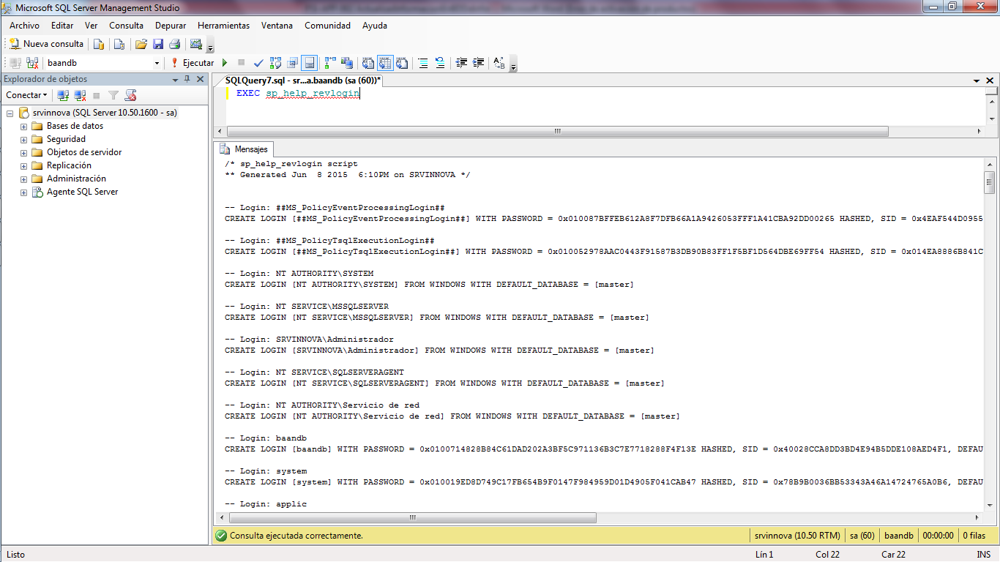 Microsoft SQL Server Management Studio
Archivo Editar Ver Consulta Depurar Herramientas Ventana Comunidad Ayuda
Nueva consulta
baandb Ejecutar
Explorador de objetos
Conectar
srvinnova (SQL Server 10.50.1600 - sa)
Bases de datos
Seguridad
Objetos de servidor
Replicación
Administración
Agente SQL Server
SQLQuery7.sql - sr...a.baandb (sa (60))*
EXEC sp_help_revlogin
Mensajes
/* sp_help_revlogin script
** Generated Jun 8 2015 6:10PM on SRVINNOVA */
-- Login: ##MS_PolicyEventProcessingLogin##
CREATE LOGIN [##MS_PolicyEventProcessingLogin##] WITH PASSWORD = 0x010087BFFEB612A8F7DFB66A1A9426053FFF1A41CBA92DD00265 HASHED, SID = 0x4EAF544D0955
-- Login: ##MS_PolicyTsqlExecutionLogin##
CREATE LOGIN [##MS_PolicyTsqlExecutionLogin##] WITH PASSWORD = 0x010052978AAC0443F91587B3DB90B83FF1F5BF1D564DBE69FF54 HASHED, SID = 0x014EA8886B841C
-- Login: NT AUTHORITY\SYSTEM
CREATE LOGIN [NT AUTHORITY\SYSTEM] FROM WINDOWS WITH DEFAULT_DATABASE = [master]
-- Login: NT SERVICE\MSSQLSERVER
CREATE LOGIN [NT SERVICE\MSSQLSERVER] FROM WINDOWS WITH DEFAULT_DATABASE = [master]
-- Login: SRVINNOVA\Administrador
CREATE LOGIN [SRVINNOVA\Administrador] FROM WINDOWS WITH DEFAULT_DATABASE = [master]
-- Login: NT SERVICE\SQLSERVERAGENT
CREATE LOGIN [NT SERVICE\SQLSERVERAGENT] FROM WINDOWS WITH DEFAULT_DATABASE = [master]
-- Login: NT AUTHORITY\Servicio de red
CREATE LOGIN [NT AUTHORITY\Servicio de red] FROM WINDOWS WITH DEFAULT_DATABASE = [master]
-- Login: baandb
CREATE LOGIN [baandb] WITH PASSWORD = 0x0100714828B84C61DAD202A3BF5C971136B3C7E7718288F4F13E HASHED, SID = 0x40028CCA8DD3BD4E94B5DDE108AED4F1, DEFAU
-- Login: system
CREATE LOGIN [system] WITH PASSWORD = 0x010019ED8D749C17FB654B9F0147F984959D01D4905F041CAB47 HASHED, SID = 0x78B9B0036BB53343A46A14724765A0B6, DEFAU
-- Login: applic
Consulta ejecutada correctamente. srvinnova (10.50 RTM) sa (60) baandb 00:00:00 0 filas
Listo Lín 1 Col 22 Car 22 INS